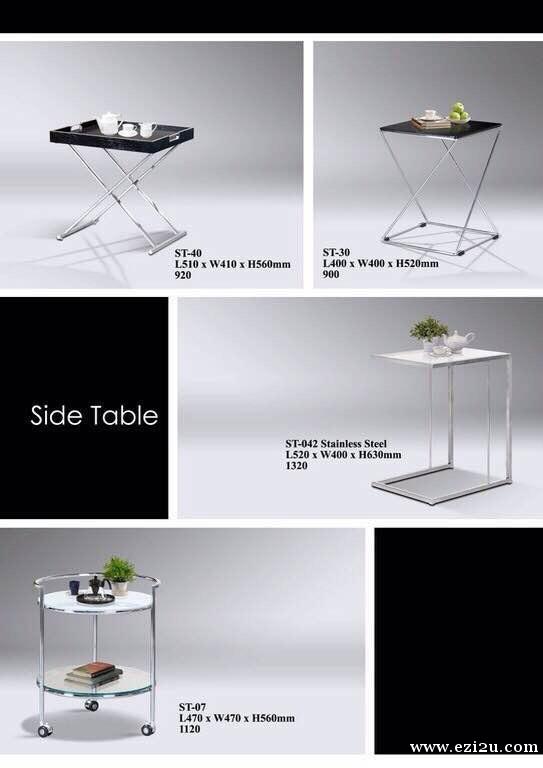 ST-40
L510 x W410 x H560mm
920
ST-30
L400 x W400 x H520mm
900
Side Table
ST-042 Stainless Steel
L520 x W400 x H630mm
1320
ST-07
L470 x W470 x H560mm
1120
www.ezi2u.com